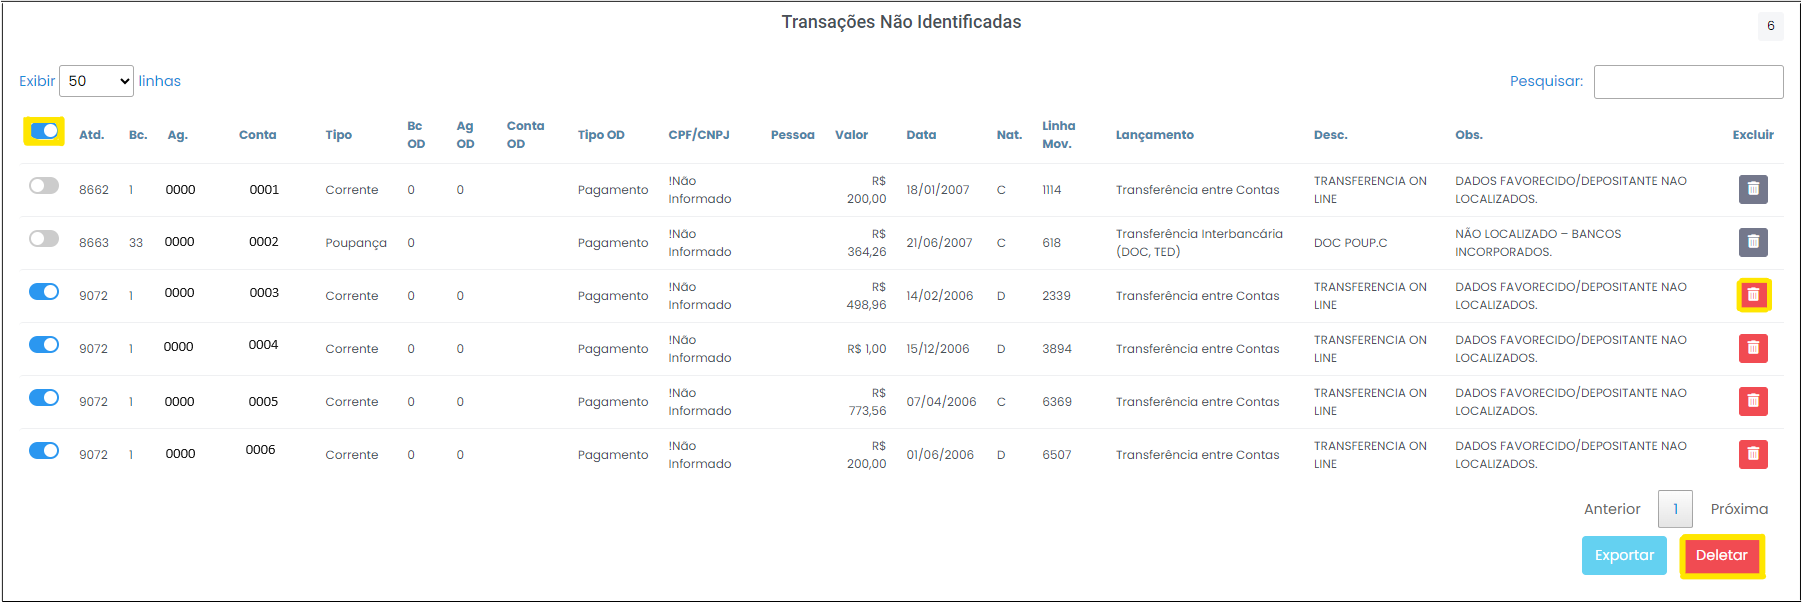 Transações Não Identificadas
6
Exibir 50 linhas
Pesquisar:
Atd. Bc. Ag. Conta Tipo Bc OD Ag OD Conta OD Tipo OD CPF/CNPJ Pessoa Valor Data Nat. Linha Mov. Lançamento Desc. Obs. Excluir
8662 1 0000 0001 Corrente 0 0 Pagamento !Não Informado R$ 200,00 18/01/2007 C 1114 Transferência entre Contas TRANSFERENCIA ON LINE DADOS FAVORECIDO/DEPOSITANTE NAO LOCALIZADOS.
8663 33 0000 0002 Poupança 0 Pagamento !Não Informado R$ 364,26 21/06/2007 C 618 Transferência Interbancária (DOC, TED) DOC POUP.C NÃO LOCALIZADO – BANCOS INCORPORADOS.
9072 1 0000 0003 Corrente 0 0 Pagamento !Não Informado R$ 498,96 14/02/2006 D 2339 Transferência entre Contas TRANSFERENCIA ON LINE DADOS FAVORECIDO/DEPOSITANTE NAO LOCALIZADOS.
9072 1 0000 0004 Corrente 0 0 Pagamento !Não Informado R$ 1,00 15/12/2006 D 3894 Transferência entre Contas TRANSFERENCIA ON LINE DADOS FAVORECIDO/DEPOSITANTE NAO LOCALIZADOS.
9072 1 0000 0005 Corrente 0 0 Pagamento !Não Informado R$ 773,56 07/04/2006 C 6369 Transferência entre Contas TRANSFERENCIA ON LINE DADOS FAVORECIDO/DEPOSITANTE NAO LOCALIZADOS.
9072 1 0000 0006 Corrente 0 0 Pagamento !Não Informado R$ 200,00 01/06/2006 D 6507 Transferência entre Contas TRANSFERENCIA ON LINE DADOS FAVORECIDO/DEPOSITANTE NAO LOCALIZADOS.
Anterior 1 Próxima
Exportar Deletar